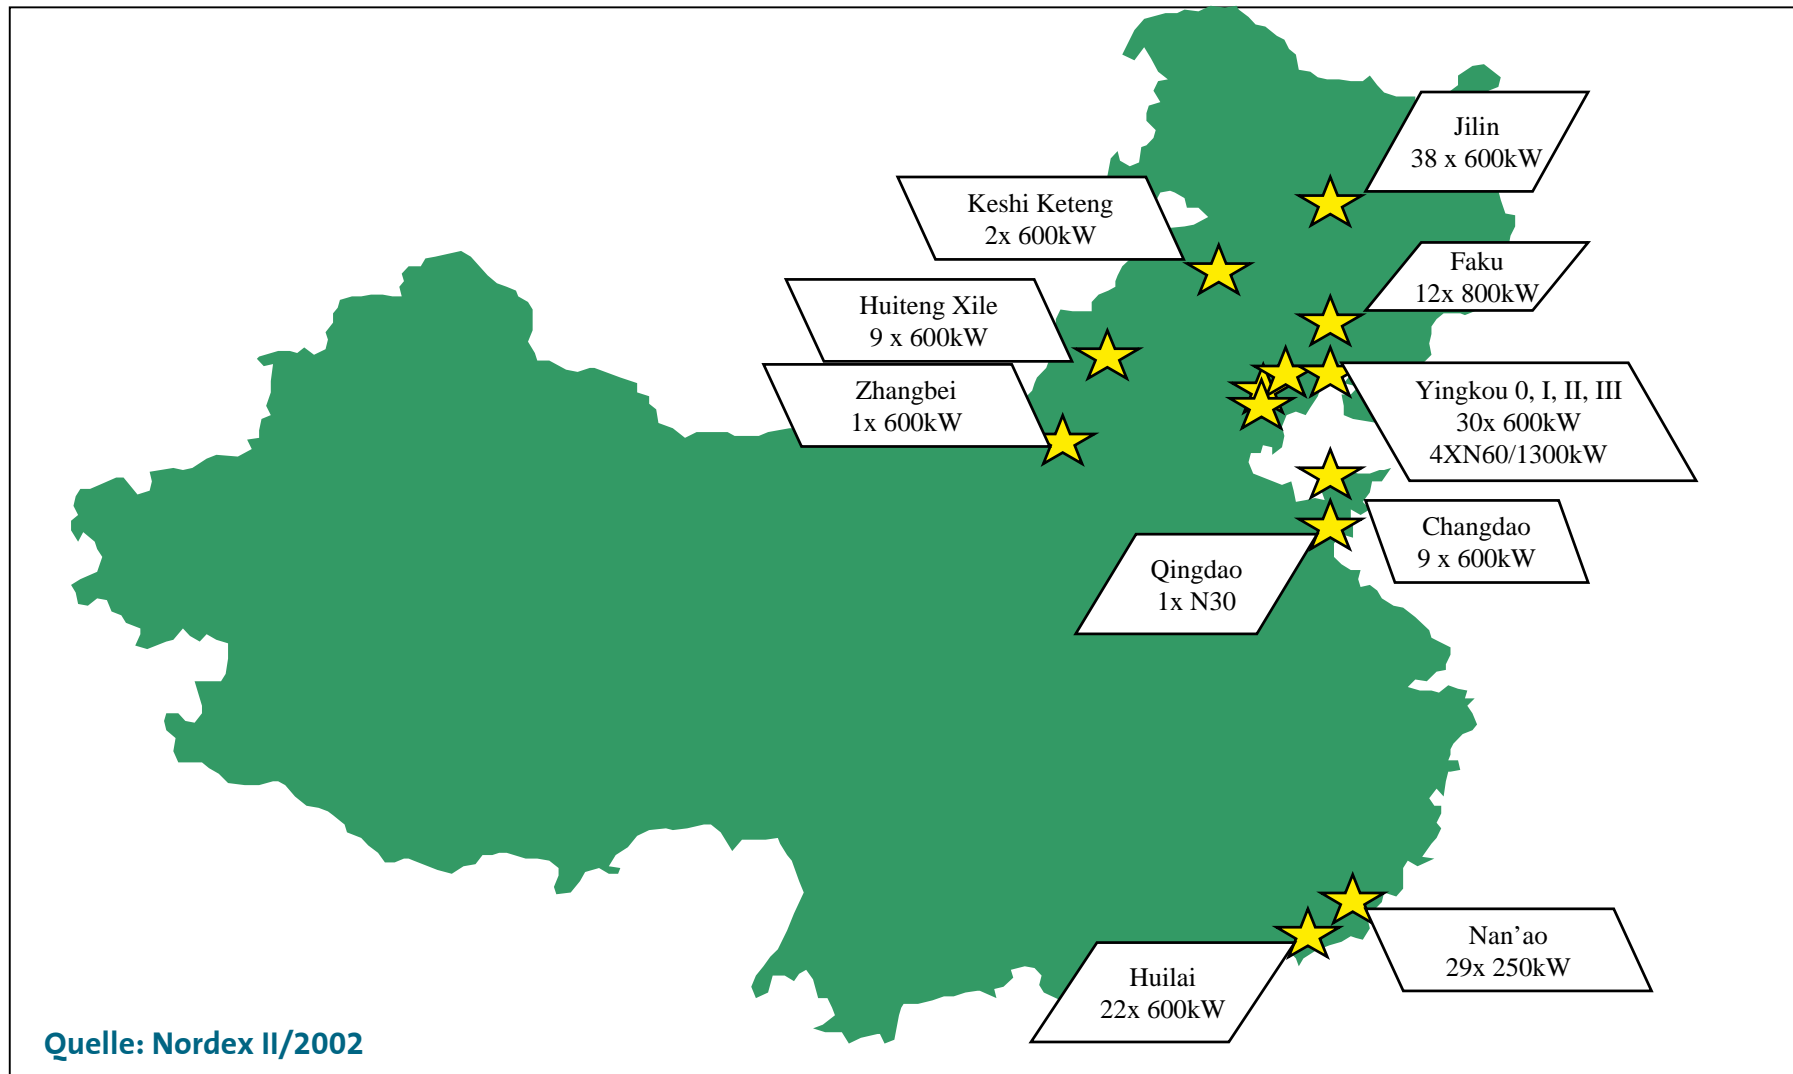 Jilin
38 x 600kW
Keshi Keteng
2x 600kW
Faku
12x 800kW
Huiteng Xile
9 x 600kW
Zhangbei
1x 600kW
Yingkou 0, I, II, III
30x 600kW
4XN60/1300kW
Changdao
9 x 600kW
Qingdao
1x N30
Nan’ao
29x 250kW
Huilai
22x 600kW
Quelle: Nordex II/2002